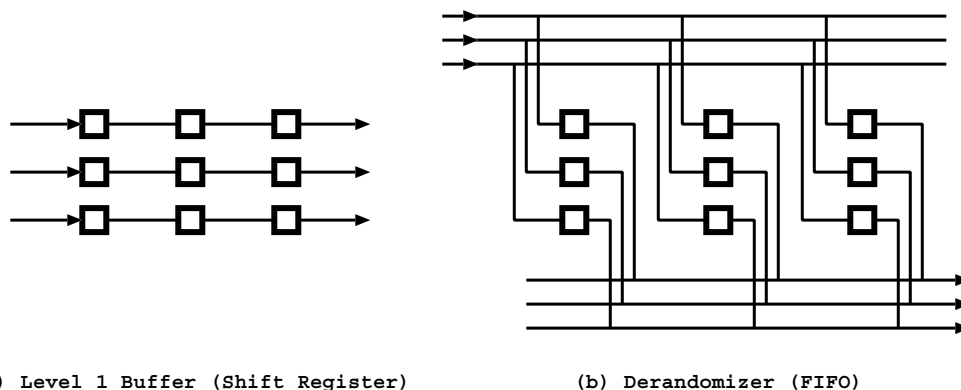 ) Level 1 Buffer (Shift Register)
(b) Derandomizer (FIFO)